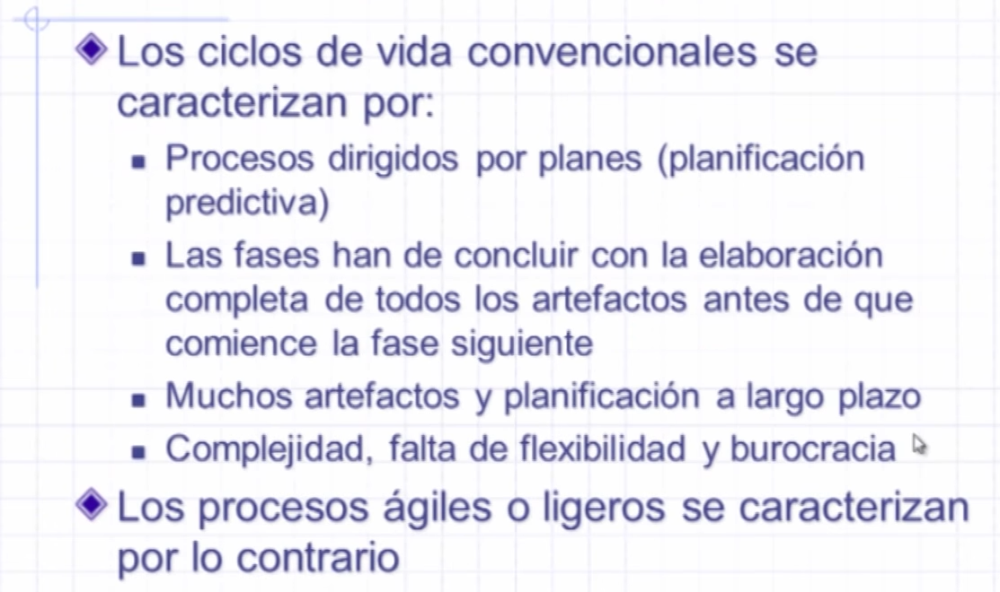 Los ciclos de vida convencionales se
caracterizan por:
Procesos dirigidos por planes (planificación
predictiva)
Las fases han de concluir con la elaboración
completa de todos los artefactos antes de que
comience la fase siguiente
Muchos artefactos y planificación a largo plazo
Complejidad, falta de flexibilidad y burocracia
Los procesos ágiles o ligeros se caracterizan
por lo contrario